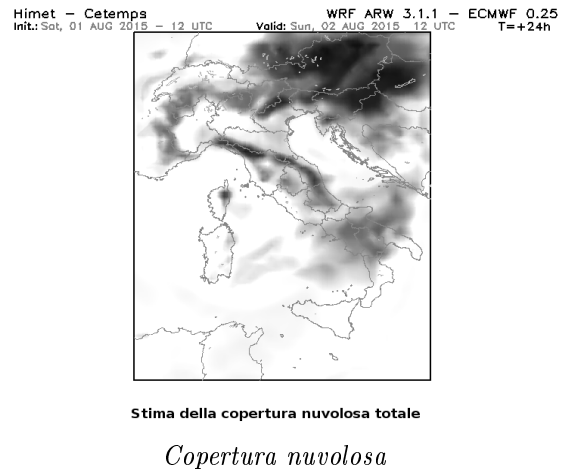 Himet – Cetemps WRF ARW 3.1.1 – ECMWF 0.25
Init.: Sat, 01 AUG 2015 – 12 UTC Valid: Sun, 02 AUG 2015 12 UTC T=+24h
Stima della copertura nuvolosa totale
Copertura nuvolosa